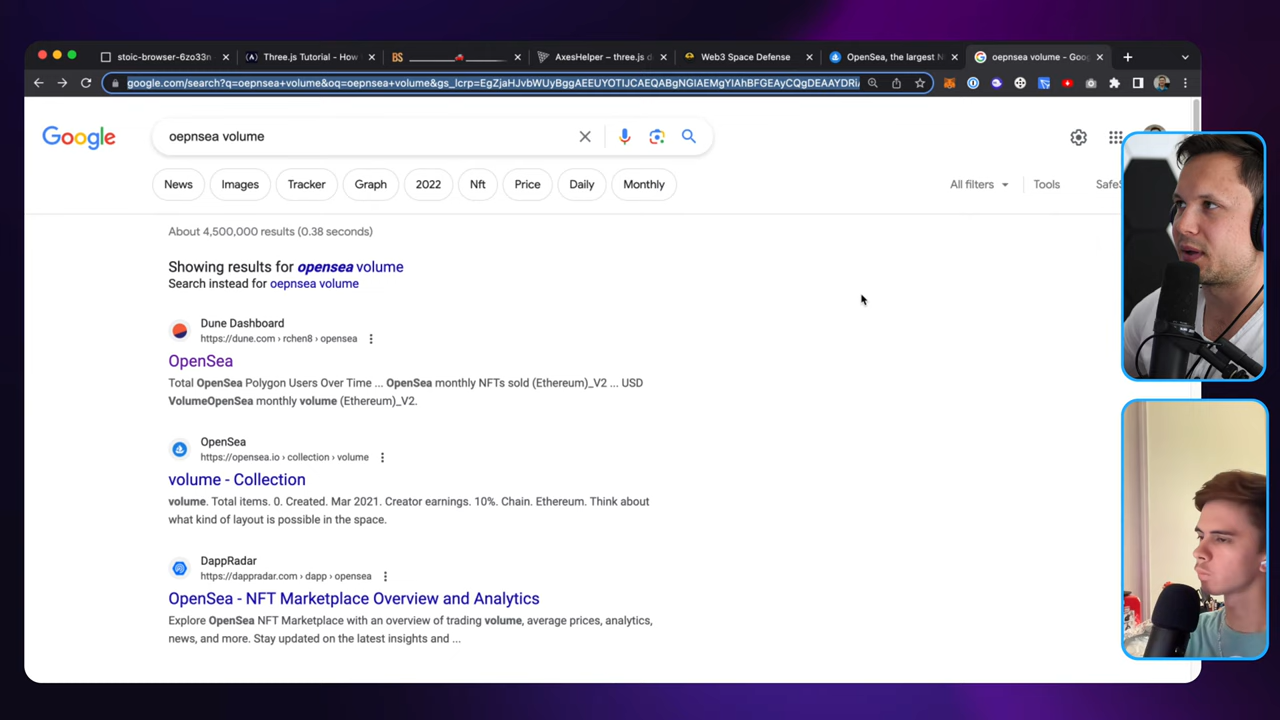 stoic-browser-6zo33n
Three.js Tutorial - How
BS
AxesHelper – three.js d
Web3 Space Defense
OpenSea, the largest N
oepnsea volume - Goog
google.com/search?q=oepnsea+volume&oq=oepnsea+volume&gs_lcrp=EgZjaHJvbWUyBggAEEUYOTIJCAEQABgNGIAEMgYIAhBFGEAyCQgDEAAYDRi
Google
oepnsea volume
News
Images
Tracker
Graph
2022
Nft
Price
Daily
Monthly
All filters
Tools
SafeS
About 4,500,000 results (0.38 seconds)
Showing results for opensea volume
Search instead for oepnsea volume
Dune Dashboard
https://dune.com › rchen8 › opensea
OpenSea
Total OpenSea Polygon Users Over Time ... OpenSea monthly NFTs sold (Ethereum)_V2 ... USD
VolumeOpenSea monthly volume (Ethereum)_V2.
OpenSea
https://opensea.io › collection › volume
volume - Collection
volume. Total items. 0. Created. Mar 2021. Creator earnings. 10%. Chain. Ethereum. Think about
what kind of layout is possible in the space.
DappRadar
https://dappradar.com › dapp › opensea
OpenSea - NFT Marketplace Overview and Analytics
Explore OpenSea NFT Marketplace with an overview of trading volume, average prices, analytics,
news, and more. Stay updated on the latest insights and ...